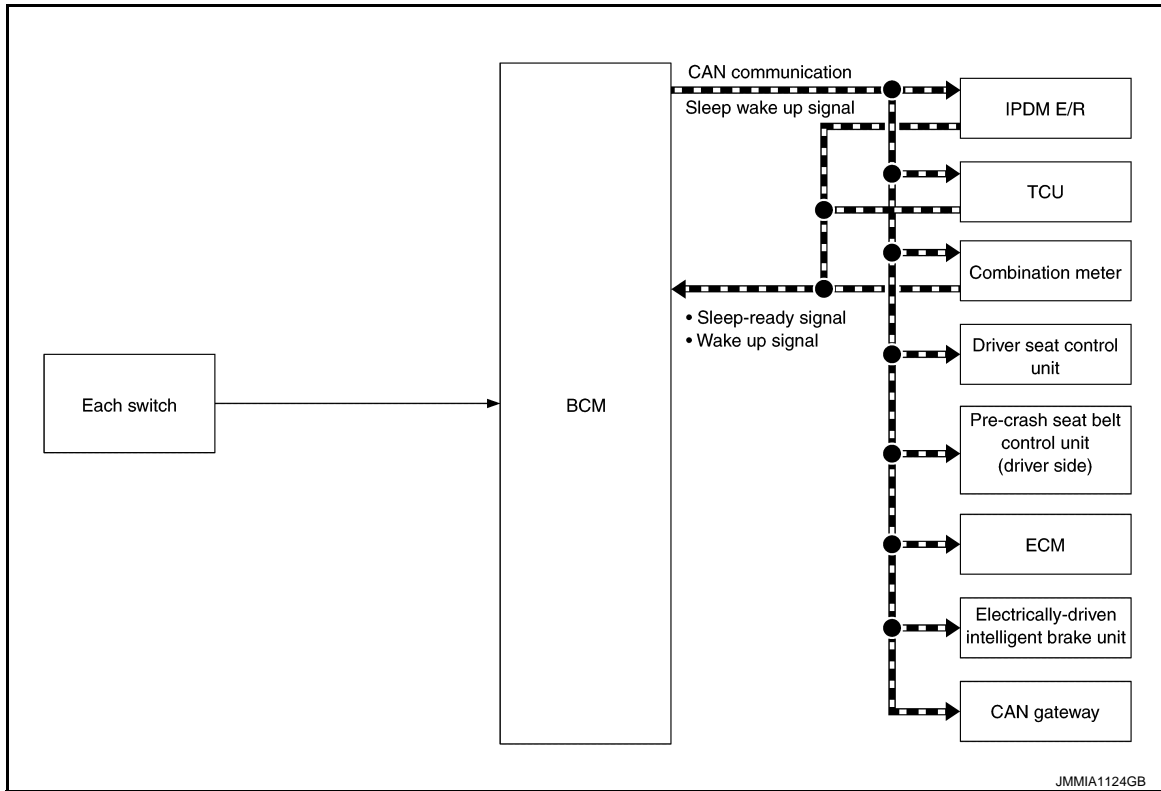 CAN communication
Sleep wake up signal
IPDM E/R
TCU
Combination meter
• Sleep-ready signal
• Wake up signal
Driver seat control
unit
Each switch
BCM
Pre-crash seat belt
control unit
(driver side)
ECM
Electrically-driven
intelligent brake unit
CAN gateway
JMMIA1124GB